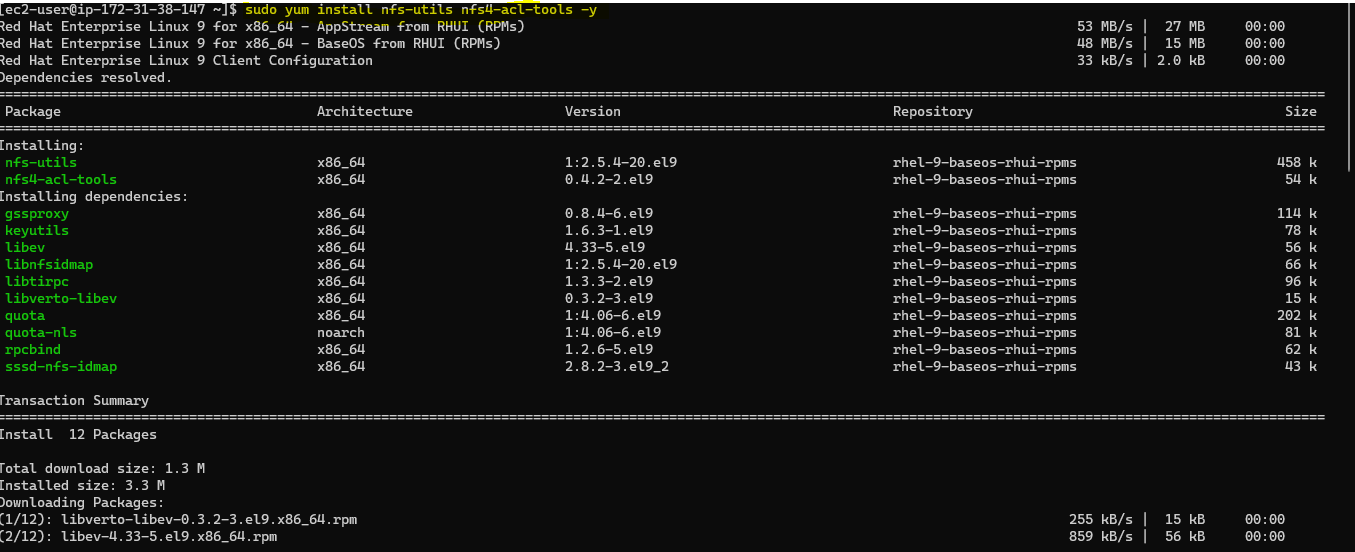 [ec2-user@ip-172-31-38-147 ~]$ sudo yum install nfs-utils nfs4-acl-tools -y
Red Hat Enterprise Linux 9 for x86_64 - AppStream from RHUI (RPMs) 53 MB/s | 27 MB 00:00
Red Hat Enterprise Linux 9 for x86_64 - BaseOS from RHUI (RPMs) 48 MB/s | 15 MB 00:00
Red Hat Enterprise Linux 9 Client Configuration 33 kB/s | 2.0 kB 00:00
Dependencies resolved.
Package Architecture Version Repository Size
Installing:
nfs-utils x86_64 1:2.5.4-20.el9 rhel-9-baseos-rhui-rpms 458 k
nfs4-acl-tools x86_64 0.4.2-2.el9 rhel-9-baseos-rhui-rpms 54 k
Installing dependencies:
gssproxy x86_64 0.8.4-6.el9 rhel-9-baseos-rhui-rpms 114 k
keyutils x86_64 1.6.3-1.el9 rhel-9-baseos-rhui-rpms 78 k
libev x86_64 4.33-5.el9 rhel-9-baseos-rhui-rpms 56 k
libnfsidmap x86_64 1:2.5.4-20.el9 rhel-9-baseos-rhui-rpms 66 k
libtirpc x86_64 1.3.3-2.el9 rhel-9-baseos-rhui-rpms 96 k
libverto-libev x86_64 0.3.2-3.el9 rhel-9-baseos-rhui-rpms 15 k
quota x86_64 1:4.06-6.el9 rhel-9-baseos-rhui-rpms 202 k
quota-nls noarch 1:4.06-6.el9 rhel-9-baseos-rhui-rpms 81 k
rpcbind x86_64 1.2.6-5.el9 rhel-9-baseos-rhui-rpms 62 k
sssd-nfs-idmap x86_64 2.8.2-3.el9_2 rhel-9-baseos-rhui-rpms 43 k
Transaction Summary
Install 12 Packages
Total download size: 1.3 M
Installed size: 3.3 M
Downloading Packages:
(1/12): libverto-libev-0.3.2-3.el9.x86_64.rpm 255 kB/s | 15 kB 00:00
(2/12): libev-4.33-5.el9.x86_64.rpm 859 kB/s | 56 kB 00:00